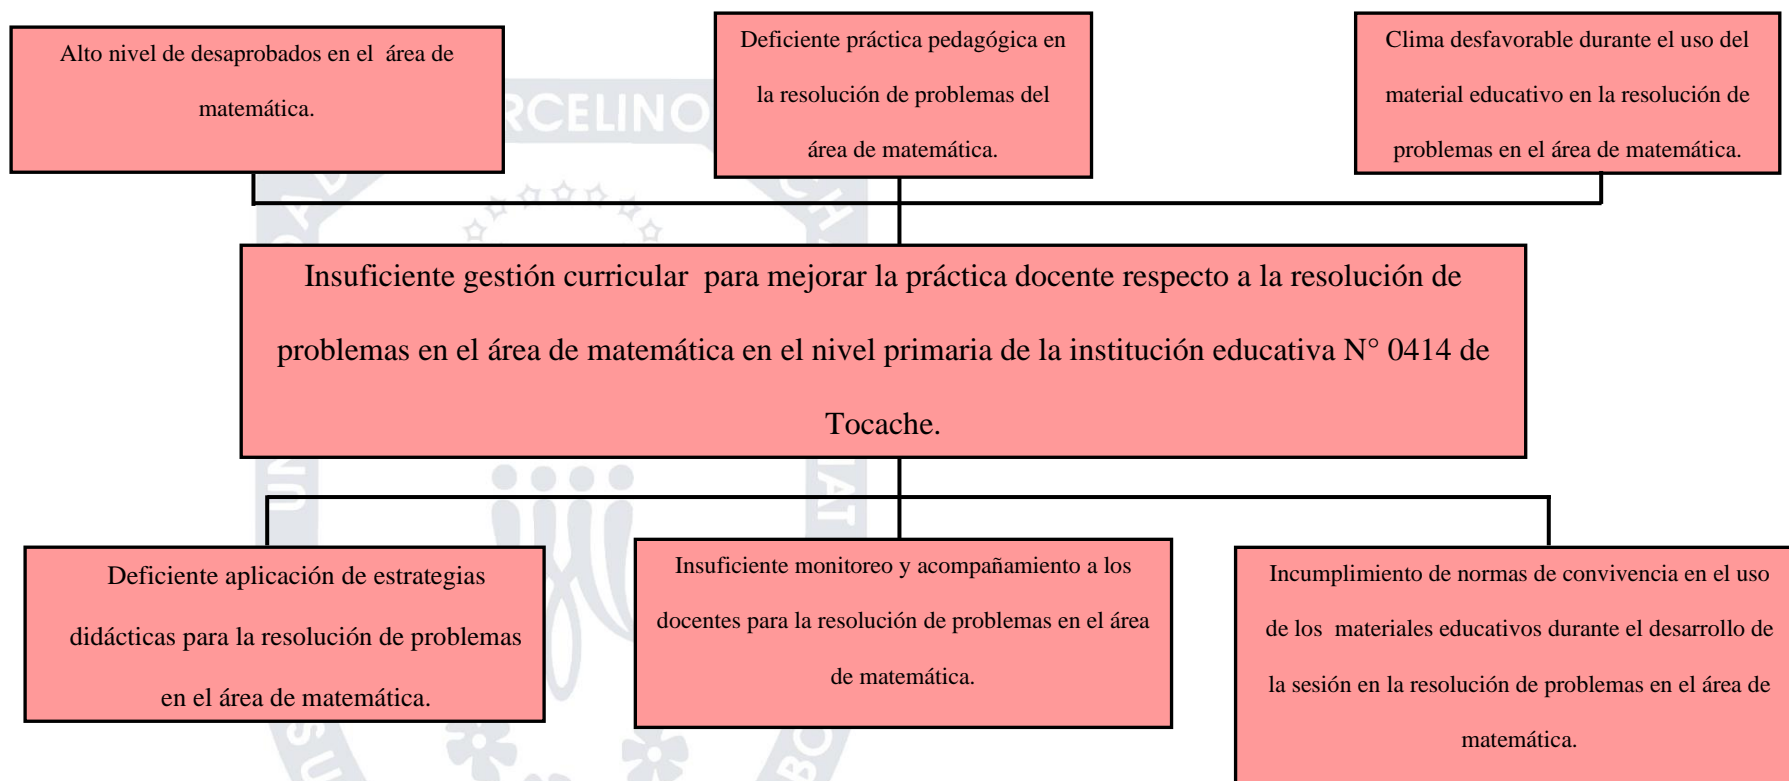 Alto nivel de desaprobados en el área de
matemática.
Deficiente práctica pedagógica en
la resolución de problemas del
área de matemática.
Clima desfavorable durante el uso del
material educativo en la resolución de
problemas en el área de matemática.
RCELINO
CH
Insuficiente gestión curricular para mejorar la práctica docente respecto a la resolución de
problemas en el área de matemática en el nivel primaria de la institución educativa N° 0414 de
Tocache.
UN
AT
Deficiente aplicación de estrategias
didácticas para la resolución de problemas
en el área de matemática.
Insuficiente monitoreo y acompañamiento a los
docentes para la resolución de problemas en el área
de matemática.
Incumplimiento de normas de convivencia en el uso
de los materiales educativos durante el desarrollo de
la sesión en la resolución de problemas en el área de
matemática.
SU
BO